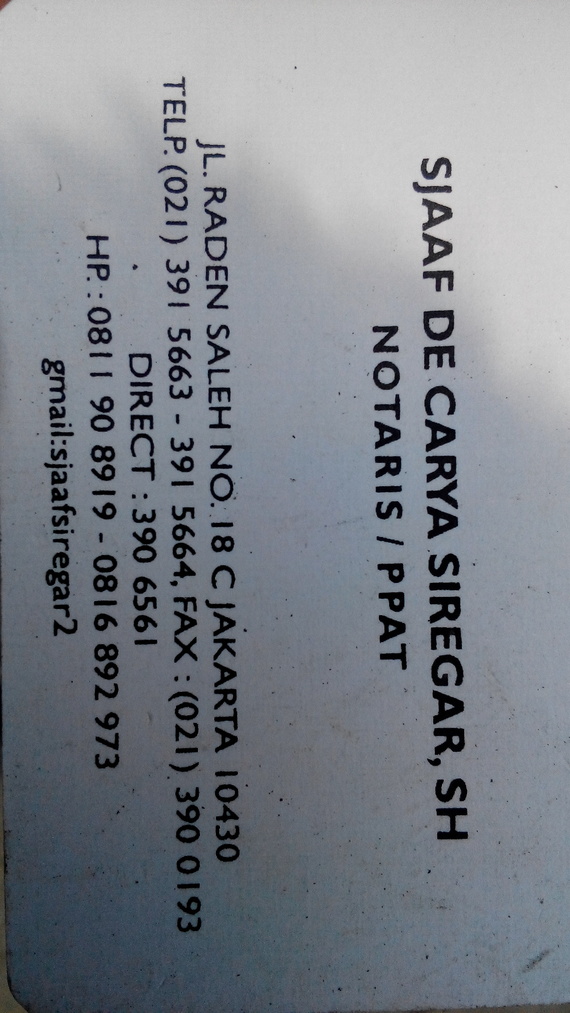 SJAAF DE CARYA SIREGAR, SH
NOTARIS / PPAT
JL. RADEN SALEH NO. 18 C JAKARTA 10430
TELP. (021) 391 5663 - 391 5664, FAX : (021) 390 0193
DIRECT : 390 6561
HP. : 0811 90 8919 - 0816 892 973
gmail:sjaafsiregar2